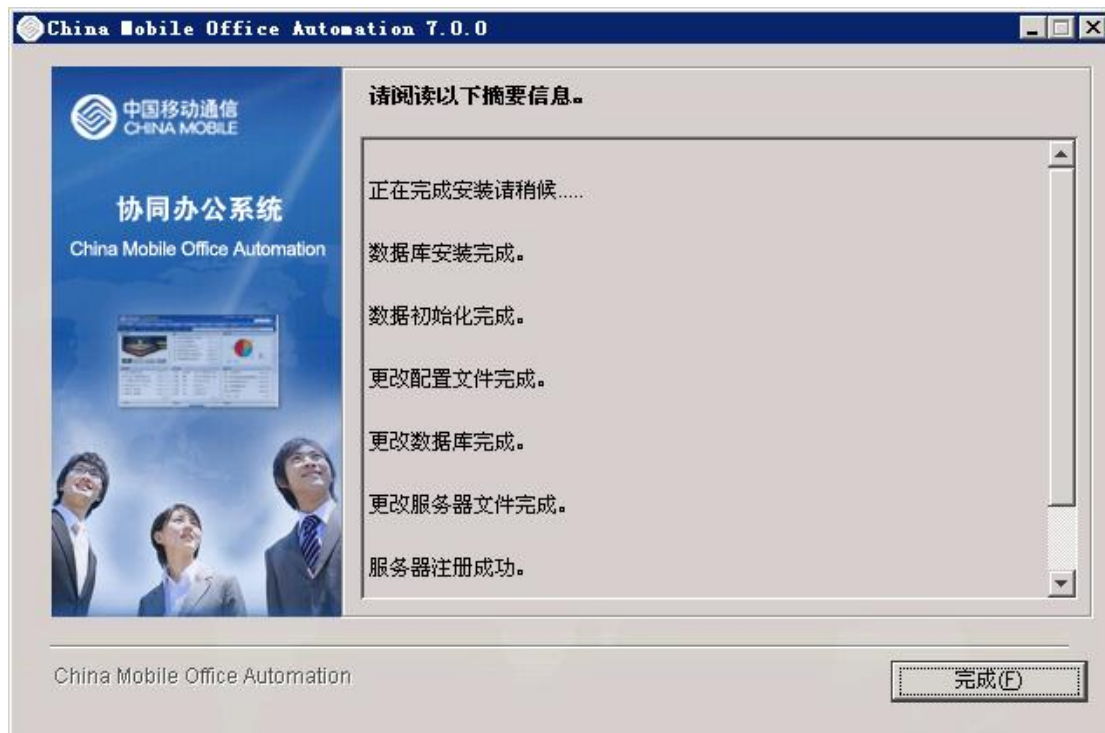 China Mobile Office Automation 7.0.0
中国移动通信
CHINA MOBILE
协同办公系统
China Mobile Office Automation
请阅读以下摘要信息。
正在完成安装请稍候.....
数据库安装完成。
数据初始化完成。
更改配置文件完成。
更改数据库完成。
更改服务器文件完成。
服务器注册成功。
China Mobile Office Automation
完成(F)